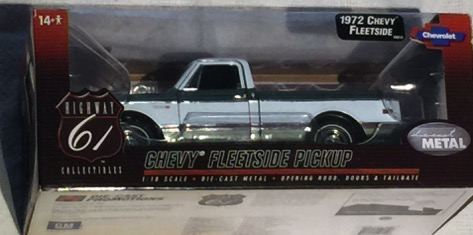 14+
1972 CHEVY
FLEETSIDE
Chevrolet
HIGHWAY
61
COLLECTIBLES
CHEVY® FLEETSIDE PICKUP
1:18 SCALE • DIE-CAST METAL • OPENING HOOD, DOORS & TAILGATE
diecast
METAL
GM